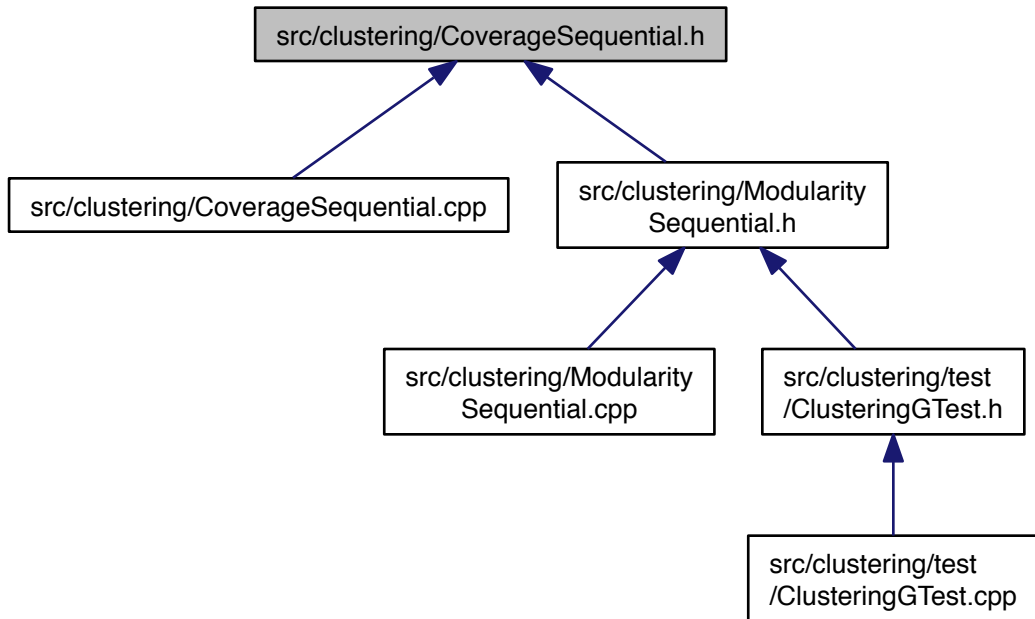 src/clustering/CoverageSequential.h
src/clustering/CoverageSequential.cpp
src/clustering/Modularity
Sequential.h
src/clustering/Modularity
Sequential.cpp
src/clustering/test
/ClusteringGTest.h
src/clustering/test
/ClusteringGTest.cpp